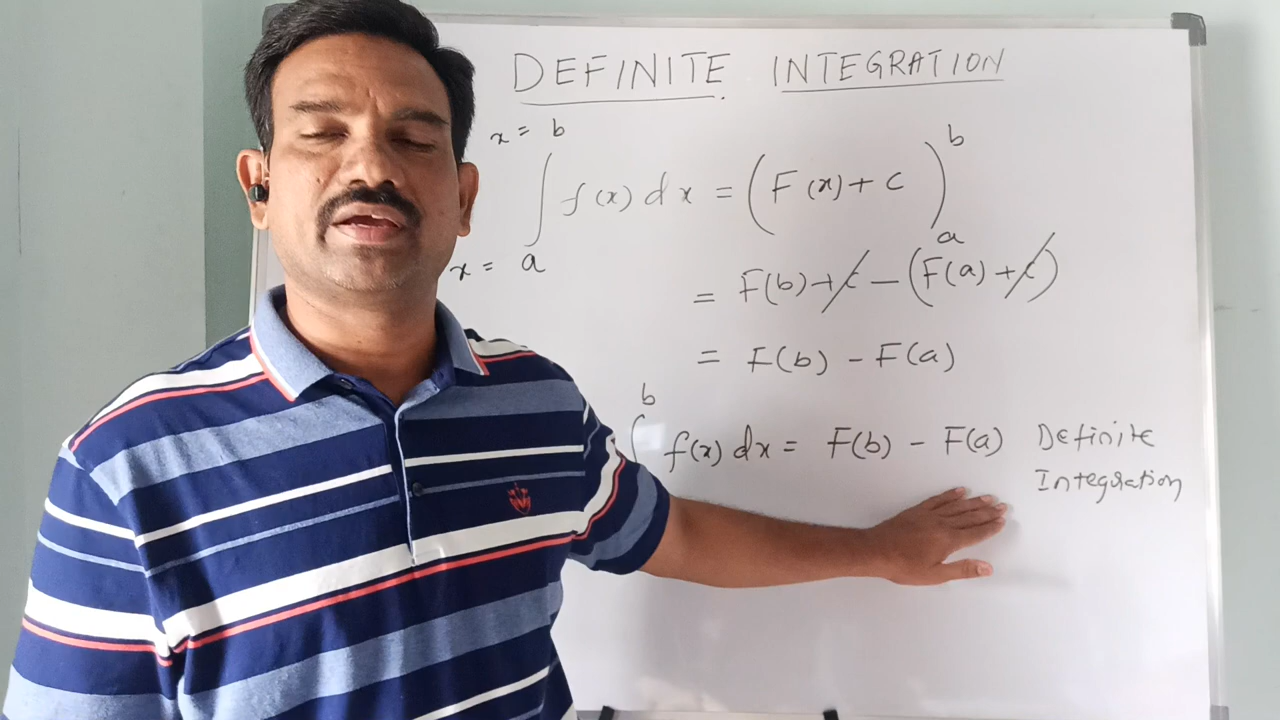 DEFINITE INTEGRATION
x = b
∫ f(x) dx = (F(x) + c)
b
a
x = a
= F(b) + c − (F(a) + c)
= F(b) − F(a)
b
∫ f(x) dx = F(b) − F(a) Definite
Integration